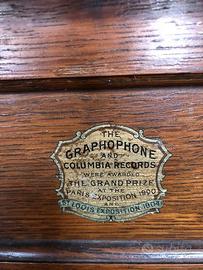 THE
GRAPHOPHONE
AND
COLUMBIA RECORDS
WERE AWARDED
THE GRAND PRIZE
AT THE
PARIS EXPOSITION 1900
AND
ST. LOUIS EXPOSITION 1904
subito